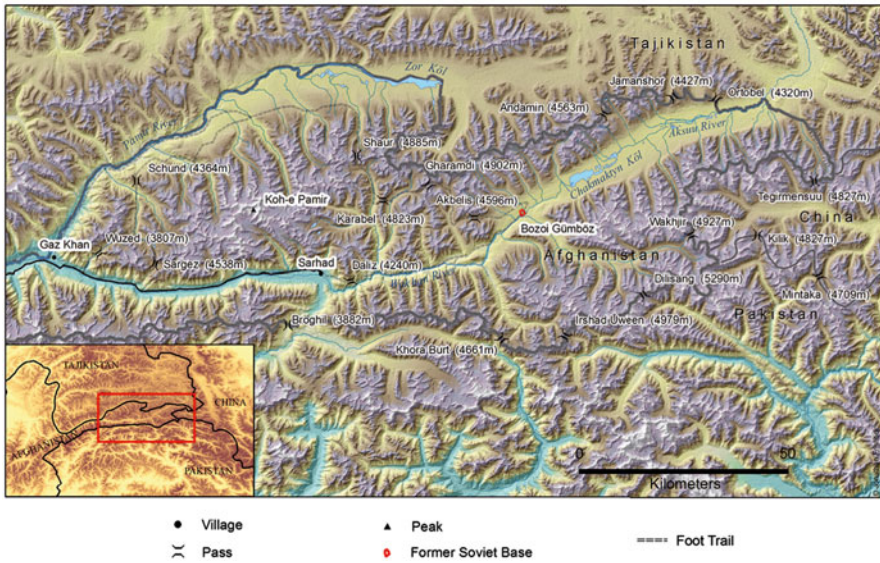 Tajikistan
Zor Köl
Jamanshor (4427m)
Ortobel (4320m)
Andamin (4563m)
Pamir River
Aksuu River
Shaur (4885m)
Gharamdi (4902m)
Schund (4364m)
Chakmaktyn Köl
Tegirmensuu (4827m)
Koh-e Pamir
Akbelis (4596m)
Karabel (4823m)
Wakhjir (4927m)
China
Bozoi Gümböz
Kilik (4827m)
Gaz Khan
Wuzed (3807m)
Sargez (4538m)
Sarhad
Daliz (4240m)
Wakhan River
Afghanistan
Dilisang (5290m)
Mintaka (4709m)
Pakistan
Broghil (3882m)
Irshad Uween (4979m)
Khora Burt (4661m)
TAJIKISTAN
CHINA
AFGHANISTAN
PAKISTAN
0 50
Kilometers
Village
Peak
Foot Trail
Pass
Former Soviet Base